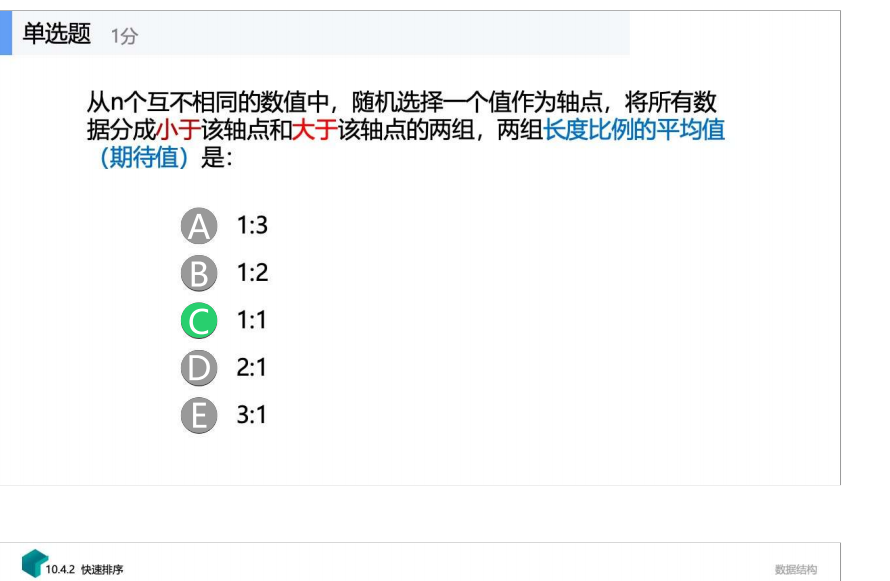 单选题 1分
从n个互不相同的数值中，随机选择一个值作为轴点，将所有数
据分成小于该轴点和大于该轴点的两组，两组长度比例的平均值
（期待值）是：
A 1:3
B 1:2
C 1:1
D 2:1
E 3:1
10.4.2 快速排序 数据结构